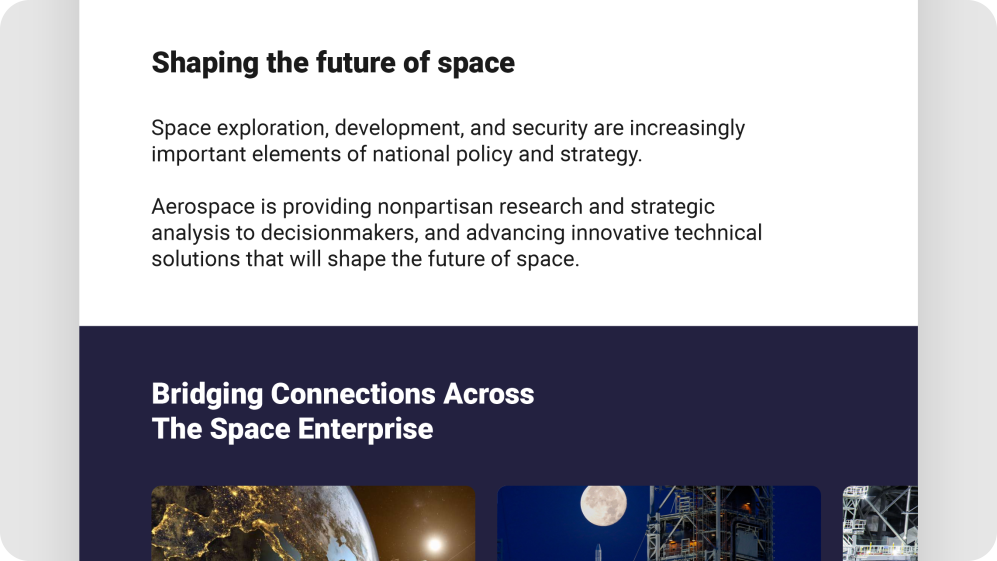 Shaping the future of space
Space exploration, development, and security are increasingly
important elements of national policy and strategy.
Aerospace is providing nonpartisan research and strategic
analysis to decisionmakers, and advancing innovative technical
solutions that will shape the future of space.
Bridging Connections Across
The Space Enterprise